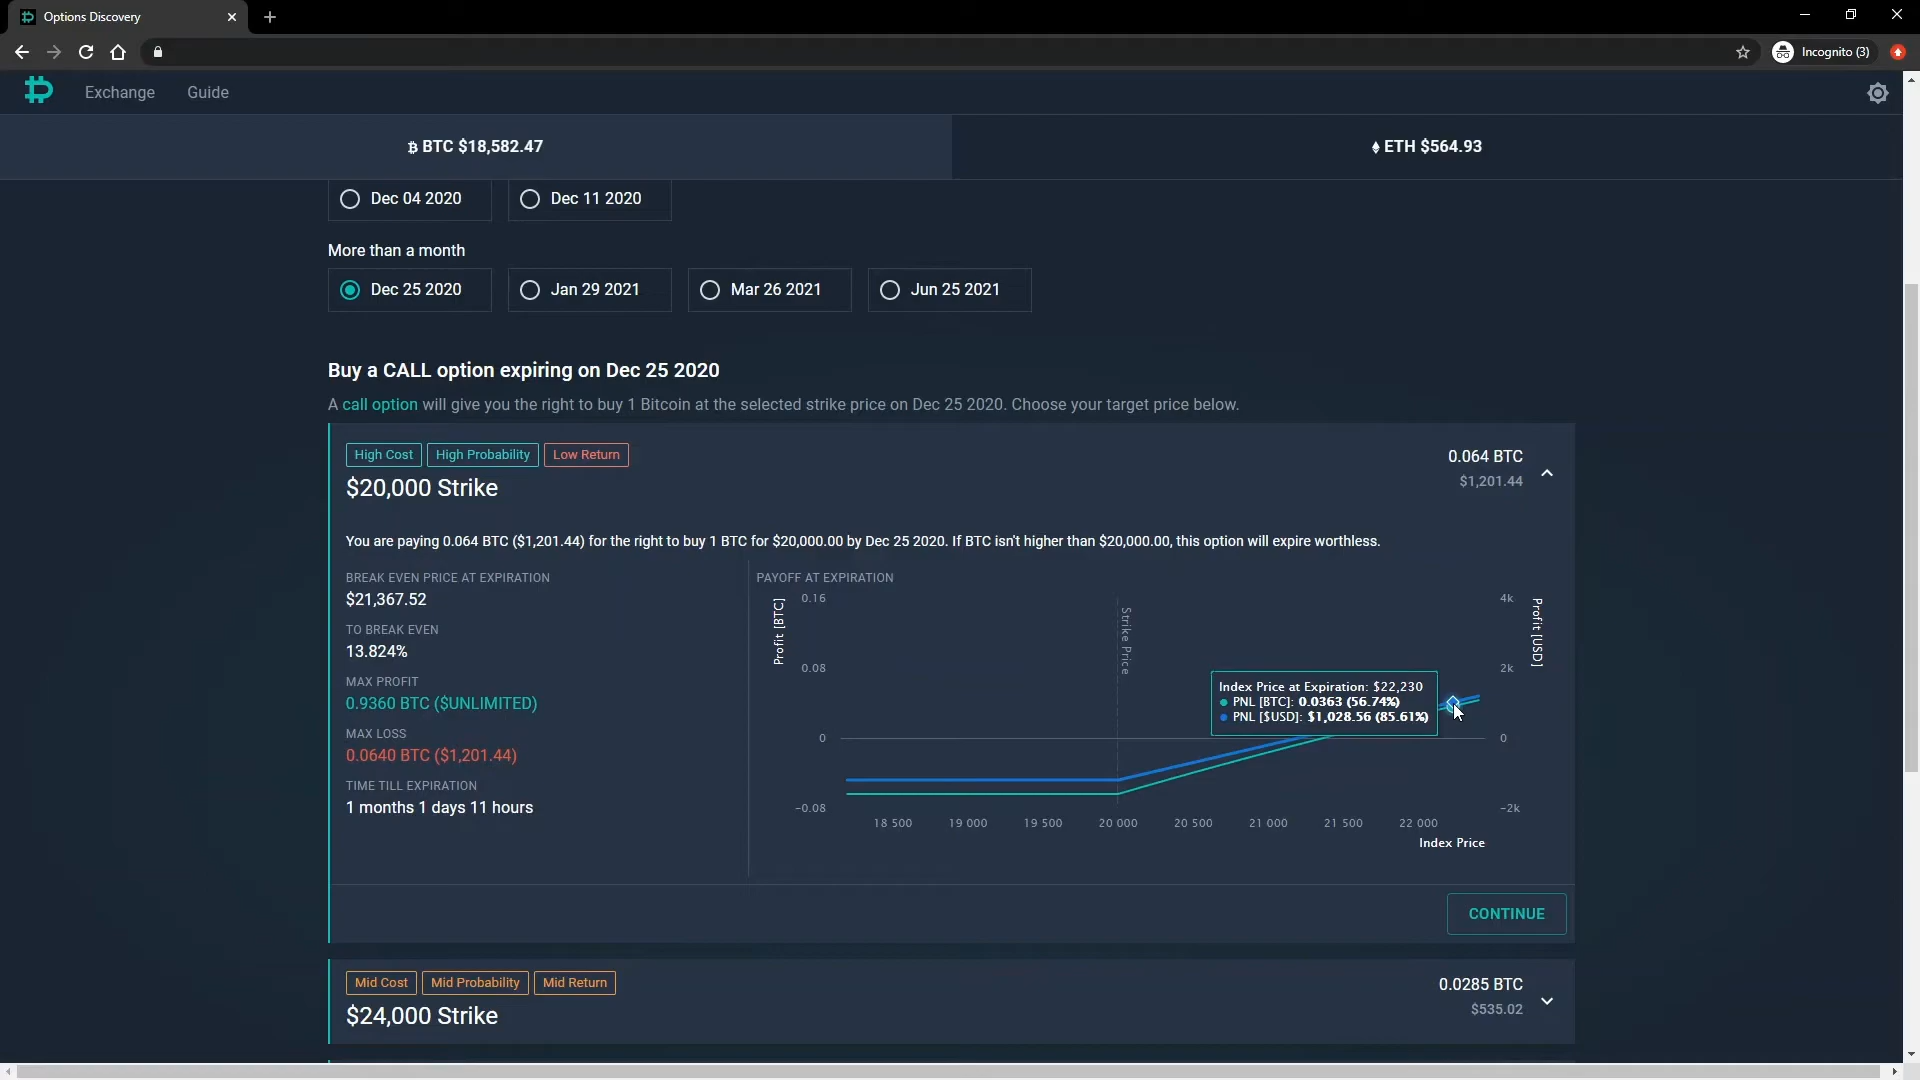 Options Discovery
Incognito (3)
Exchange
Guide
BTC $18,582.47
ETH $564.93
Dec 04 2020
Dec 11 2020
More than a month
Dec 25 2020
Jan 29 2021
Mar 26 2021
Jun 25 2021
Buy a CALL option expiring on Dec 25 2020
A call option will give you the right to buy 1 Bitcoin at the selected strike price on Dec 25 2020. Choose your target price below.
High Cost
High Probability
Low Return
0.064 BTC
$20,000 Strike
$1,201.44
You are paying 0.064 BTC ($1,201.44) for the right to buy 1 BTC for $20,000.00 by Dec 25 2020. If BTC isn't higher than $20,000.00, this option will expire worthless.
BREAK EVEN PRICE AT EXPIRATION
$21,367.52
TO BREAK EVEN
13.824%
MAX PROFIT
0.9360 BTC ($UNLIMITED)
MAX LOSS
0.0640 BTC ($1,201.44)
TIME TILL EXPIRATION
1 months 1 days 11 hours
PAYOFF AT EXPIRATION
Profit [BTC]
0.16
0.08
0
-0.08
Strike Price
Index Price at Expiration: $22,230
PNL [BTC]: 0.0363 (56.74%)
PNL [$USD]: $1,028.56 (85.61%)
4k
2k
0
-2k
Profit [USD]
18 500
19 000
19 500
20 000
20 500
21 000
21 500
22 000
Index Price
CONTINUE
Mid Cost
Mid Probability
Mid Return
0.0285 BTC
$24,000 Strike
$535.02